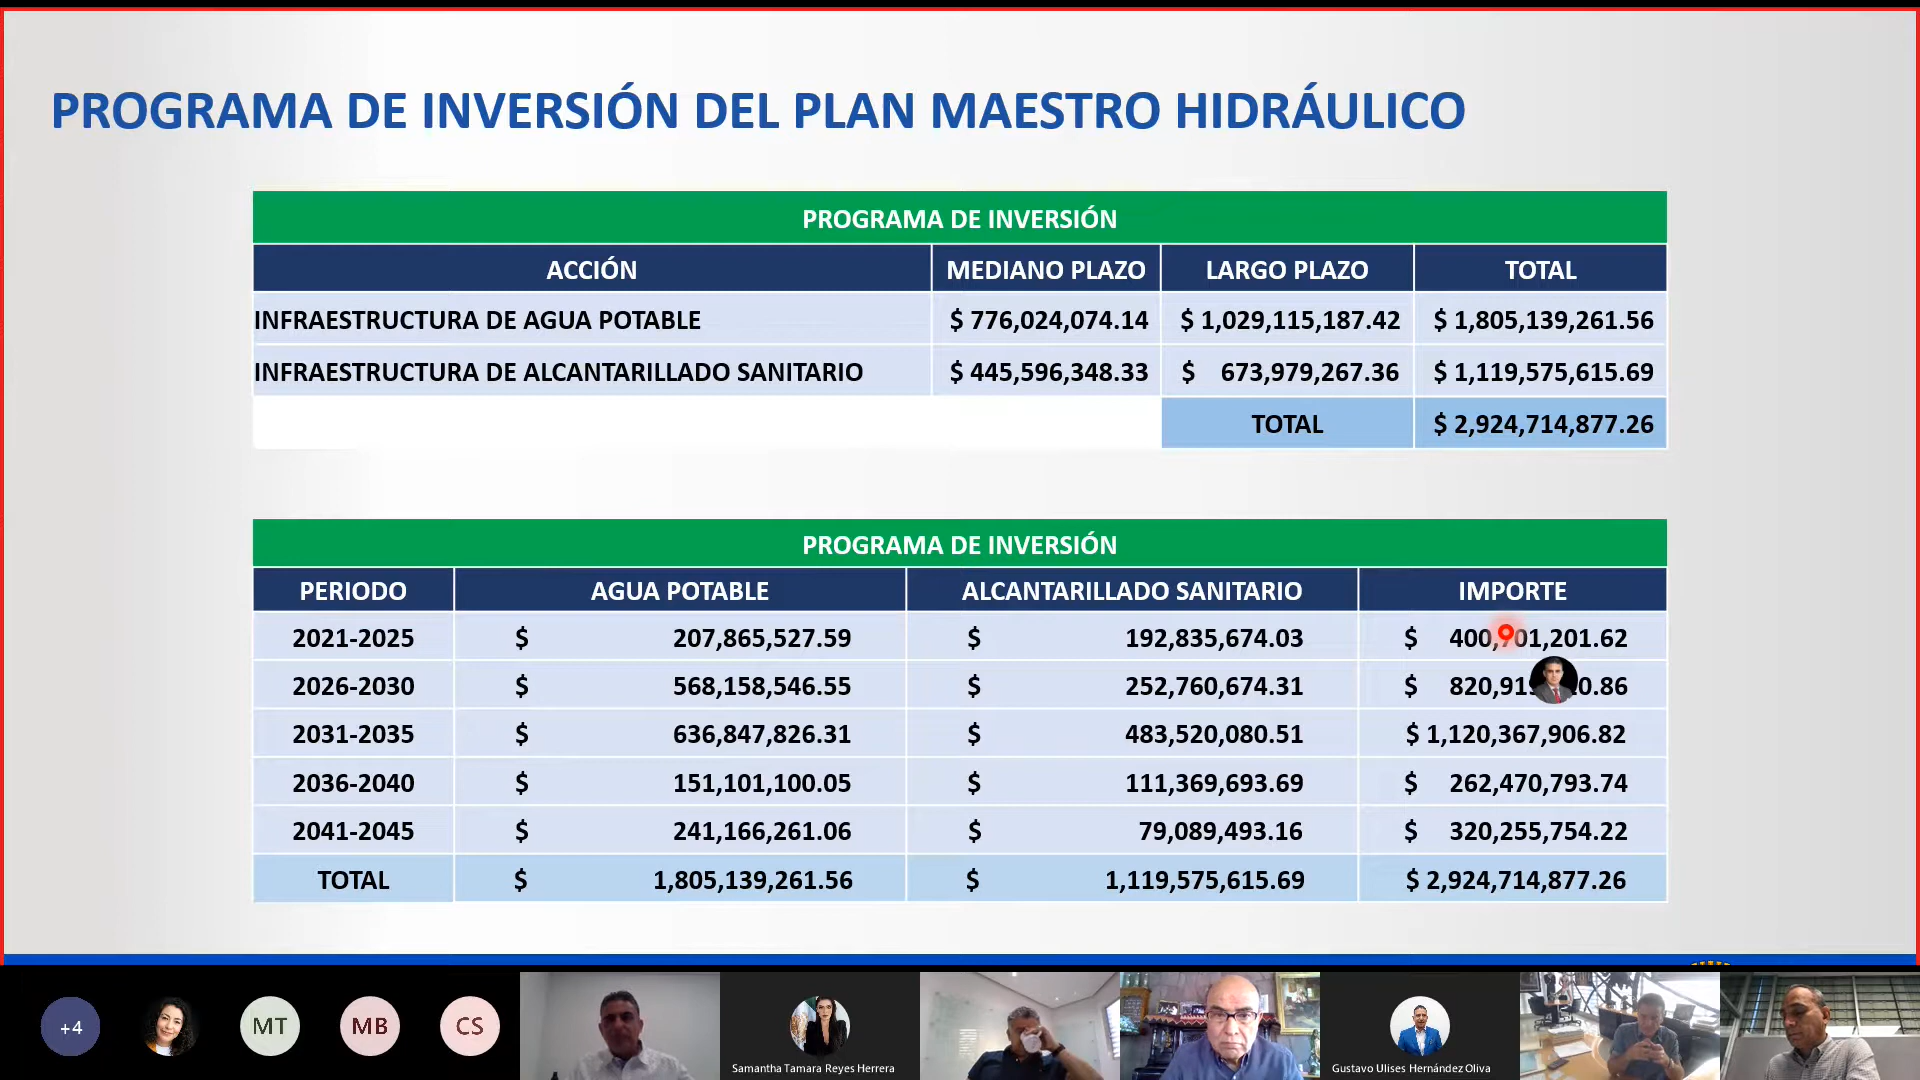 PROGRAMA DE INVERSIÓN DEL PLAN MAESTRO HIDRÁULICO
PROGRAMA DE INVERSIÓN
ACCIÓN MEDIANO PLAZO LARGO PLAZO TOTAL
INFRAESTRUCTURA DE AGUA POTABLE $ 776,024,074.14 $ 1,029,115,187.42 $ 1,805,139,261.56
INFRAESTRUCTURA DE ALCANTARILLADO SANITARIO $ 445,596,348.33 $ 673,979,267.36 $ 1,119,575,615.69
TOTAL $ 2,924,714,877.26
PROGRAMA DE INVERSIÓN
PERIODO AGUA POTABLE ALCANTARILLADO SANITARIO IMPORTE
2021-2025 $ 207,865,527.59 $ 192,835,674.03 $ 400,701,201.62
2026-2030 $ 568,158,546.55 $ 252,760,674.31 $
2031-2035 $ 636,847,826.31 $ 483,520,080.51 $ 1,120,367,906.82
2036-2040 $ 151,101,100.05 $ 111,369,693.69 $ 262,470,793.74
2041-2045 $ 241,166,261.06 $ 79,089,493.16 $ 320,255,754.22
TOTAL $ 1,805,139,261.56 $ 1,119,575,615.69 $ 2,924,714,877.26
+4 MT MB CS
Samantha Tamara Reyes Herrera Gustavo Ulises Hernández Oliva